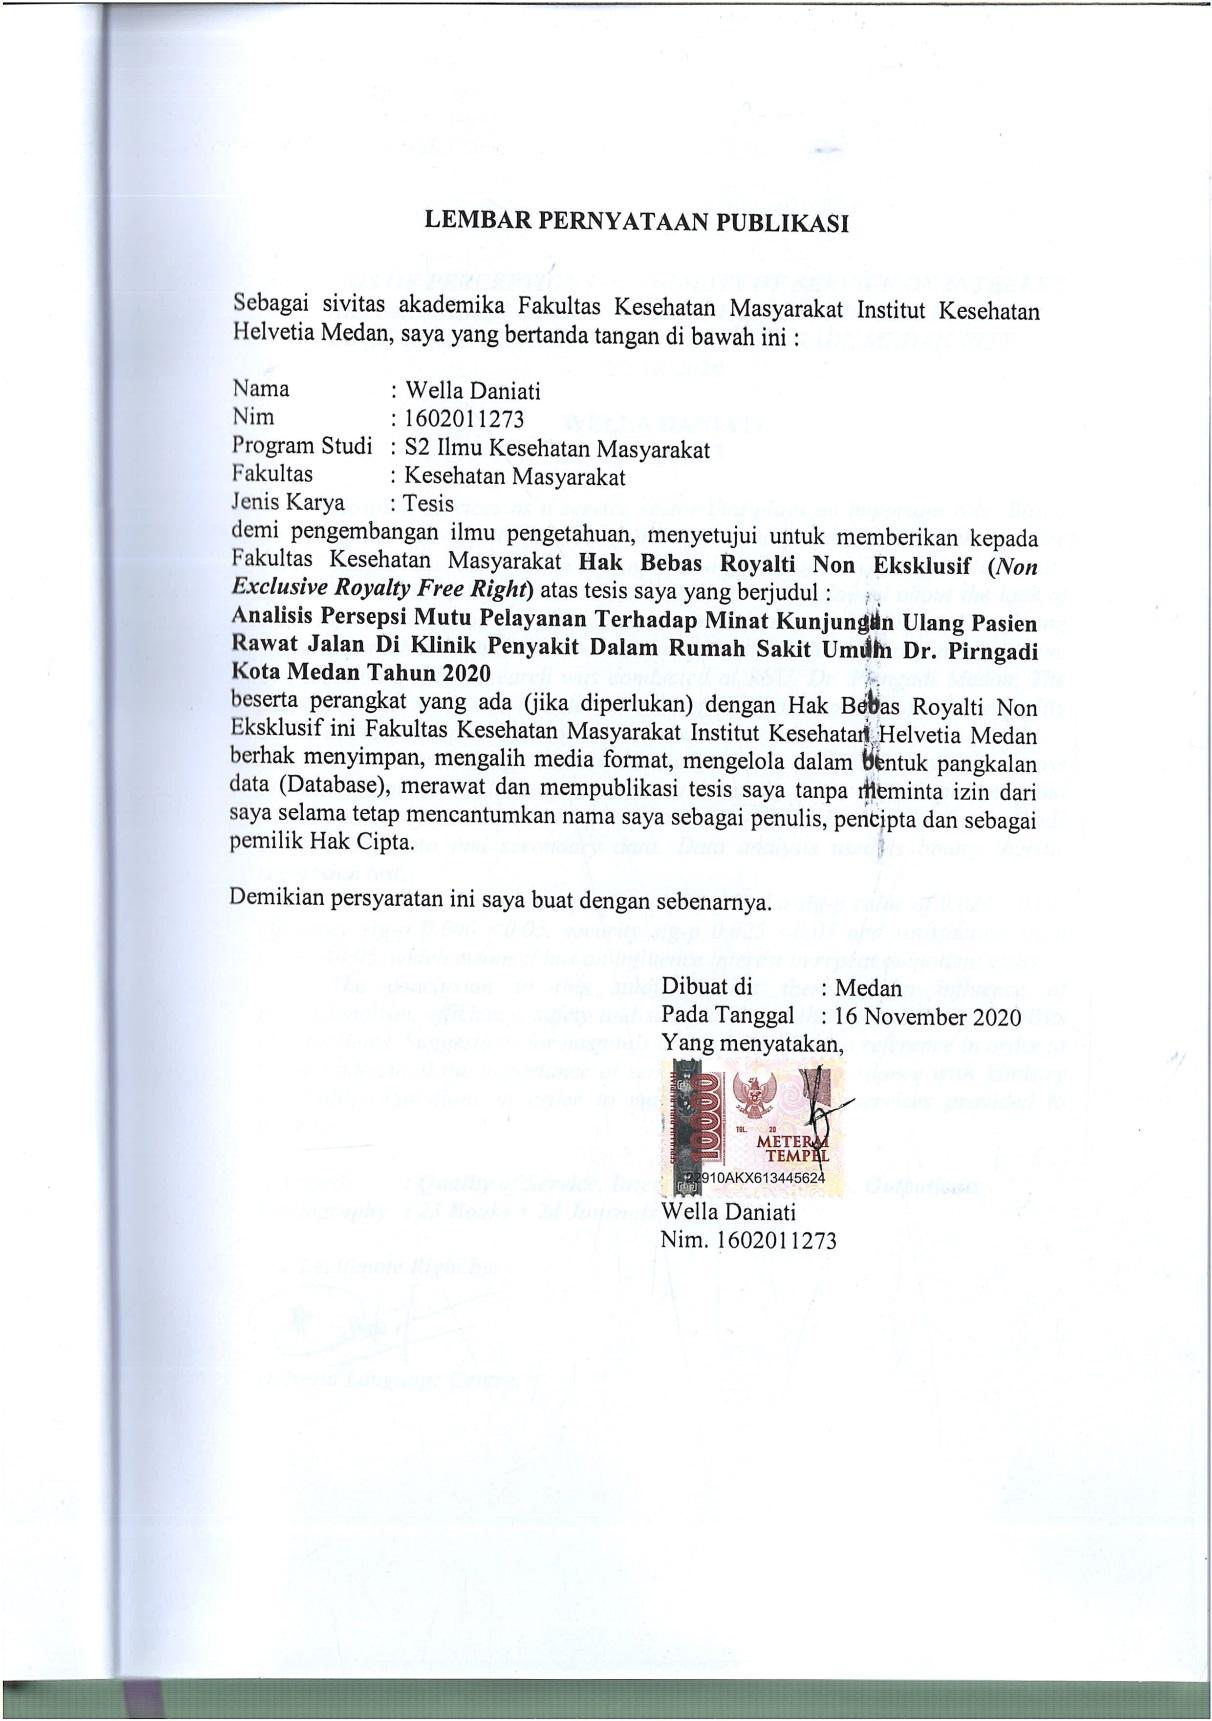 LEMBAR PERNYATAAN PUBLIKASI
Sebagai sivitas akademika Fakultas Kesehatan Masyarakat Institut Kesehatan
Helvetia Medan, saya yang bertanda tangan di bawah ini :
Nama : Wella Daniati
Nim : 1602011273
Program Studi : S2 Ilmu Kesehatan Masyarakat
Fakultas : Kesehatan Masyarakat
Jenis Karya : Tesis
demi pengembangan ilmu pengetahuan, menyetujui untuk memberikan kepada
Fakultas Kesehatan Masyarakat Hak Bebas Royalti Non Eksklusif (Non
Exclusive Royalty Free Right) atas tesis saya yang berjudul :
Analisis Persepsi Mutu Pelayanan Terhadap Minat Kunjungan Ulang Pasien
Rawat Jalan Di Klinik Penyakit Dalam Rumah Sakit Umum Dr. Pirngadi
Kota Medan Tahun 2020
beserta perangkat yang ada (jika diperlukan) dengan Hak Bebas Royalti Non
Eksklusif ini Fakultas Kesehatan Masyarakat Institut Kesehatan Helvetia Medan
berhak menyimpan, mengalih media format, mengelola dalam bentuk pangkalan
data (Database), merawat dan mempublikasi tesis saya tanpa meminta izin dari
saya selama tetap mencantumkan nama saya sebagai penulis, pencipta dan sebagai
pemilik Hak Cipta.
Demikian persyaratan ini saya buat dengan sebenarnya.
Dibuat di : Medan
Pada Tanggal : 16 November 2020
Yang menyatakan,
10000
TGL. 20
METERAI
TEMPEL
22910AKX613445624
Wella Daniati
Nim. 1602011273